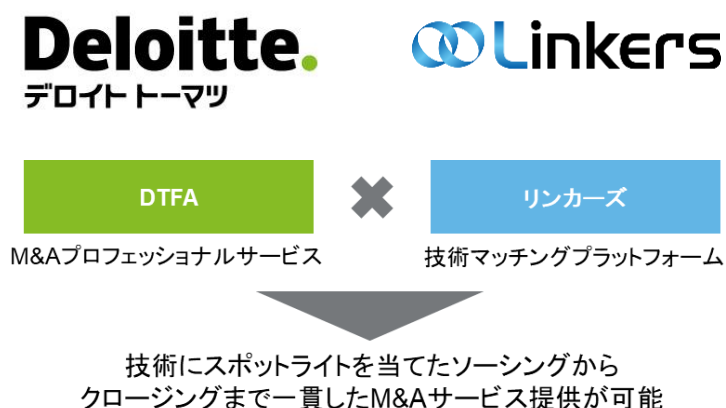 Deloitte.
デロイト トーマツ
Linkers
DTFA
リンカーズ
M&Aプロフェッショナルサービス
技術マッチングプラットフォーム
技術にスポットライトを当てたソーシングから
クロージングまで一貫したM&Aサービス提供が可能